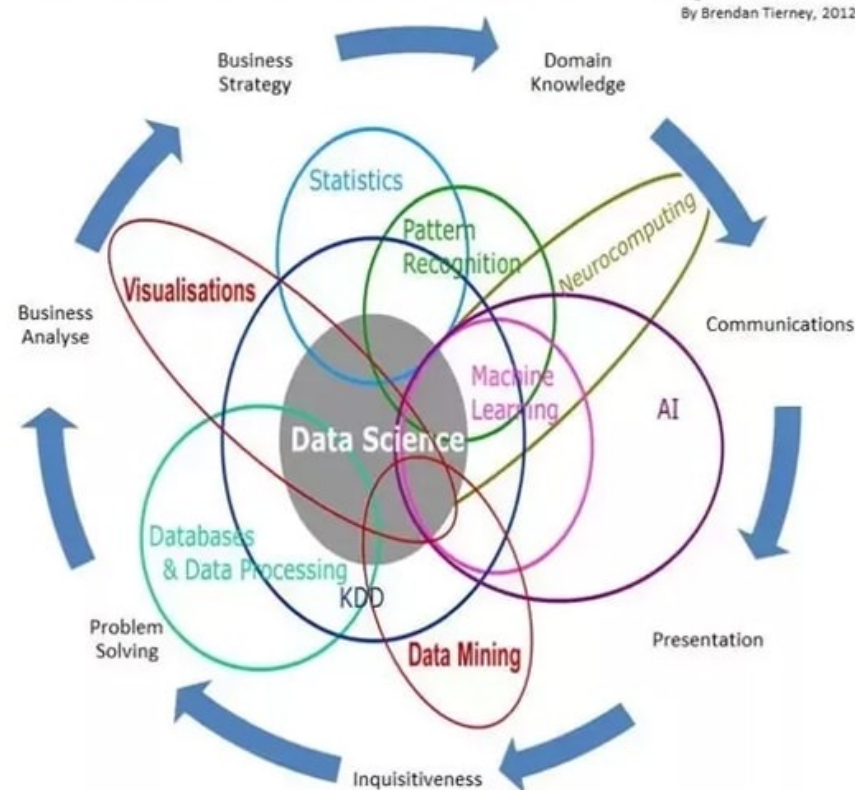 By Brendan Tierney, 2012
Business
Strategy
Domain
Knowledge
Statistics
Pattern
Recognition
Neurocomputing
Visualisations
Business
Analyse
Communications
Machine
Learning
AI
Data Science
Databases
& Data Processing
KDD
Problem
Solving
Presentation
Data Mining
Inquisitiveness